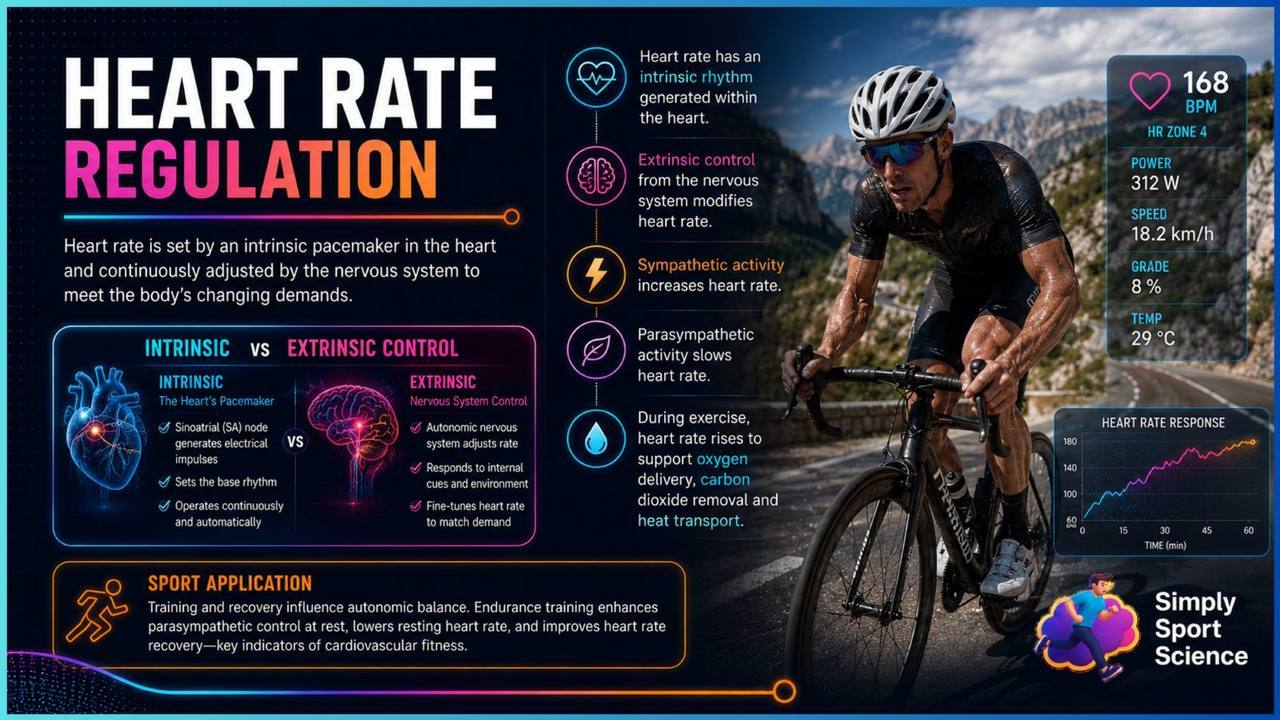 HEART RATE
REGULATION
Heart rate is set by an intrinsic pacemaker in the heart
and continuously adjusted by the nervous system to
meet the body's changing demands.
INTRINSIC VS EXTRINSIC CONTROL
INTRINSIC
The Heart's Pacemaker
Sinoatrial (SA) node
generates electrical
impulses
Sets the base rhythm
Operates continuously
and automatically
VS
EXTRINSIC
Nervous System Control
Autonomic nervous
system adjusts rate
Responds to internal
cues and environment
Fine-tunes heart rate
to match demand
SPORT APPLICATION
Training and recovery influence autonomic balance. Endurance training enhances
parasympathetic control at rest, lowers resting heart rate, and improves heart rate
recovery—key indicators of cardiovascular fitness.
Heart rate has an
intrinsic rhythm
generated within
the heart.
Extrinsic control
from the nervous
system modifies
heart rate.
Sympathetic activity
increases heart rate.
Parasympathetic
activity slows
heart rate.
During exercise,
heart rate rises to
support oxygen
delivery, carbon
dioxide removal and
heat transport.
168
BPM
HR ZONE 4
POWER
312 W
SPEED
18.2 km/h
GRADE
8 %
TEMP
29 °C
HEART RATE RESPONSE
180
140
100
60
0 15 30 45 60
TIME (min)
Simply
Sport
Science